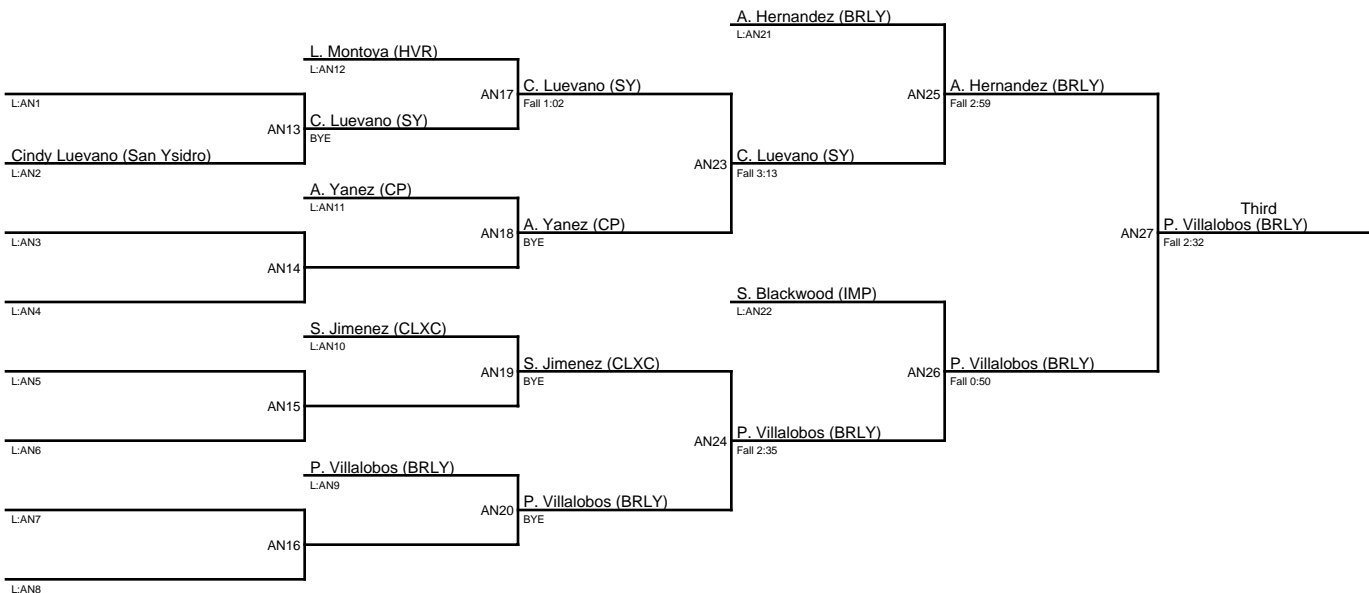 A. Hernandez (BRLY)
L:AN21
L. Montoya (HVR)
L:AN12
AN17
C. Luevano (SY)
Fall 1:02
AN25
A. Hernandez (BRLY)
Fall 2:59
L:AN1
AN13
C. Luevano (SY)
BYE
Cindy Luevano (San Ysidro)
L:AN2
AN23
C. Luevano (SY)
Fall 3:13
A. Yanez (CP)
L:AN11
Third
L:AN3
AN18
A. Yanez (CP)
BYE
AN27
P. Villalobos (BRLY)
Fall 2:32
AN14
L:AN4
S. Blackwood (IMP)
L:AN22
S. Jimenez (CLXC)
L:AN10
L:AN5
AN19
S. Jimenez (CLXC)
BYE
AN26
P. Villalobos (BRLY)
Fall 0:50
AN15
L:AN6
AN24
P. Villalobos (BRLY)
Fall 2:35
P. Villalobos (BRLY)
L:AN9
L:AN7
AN20
P. Villalobos (BRLY)
BYE
AN16
L:AN8